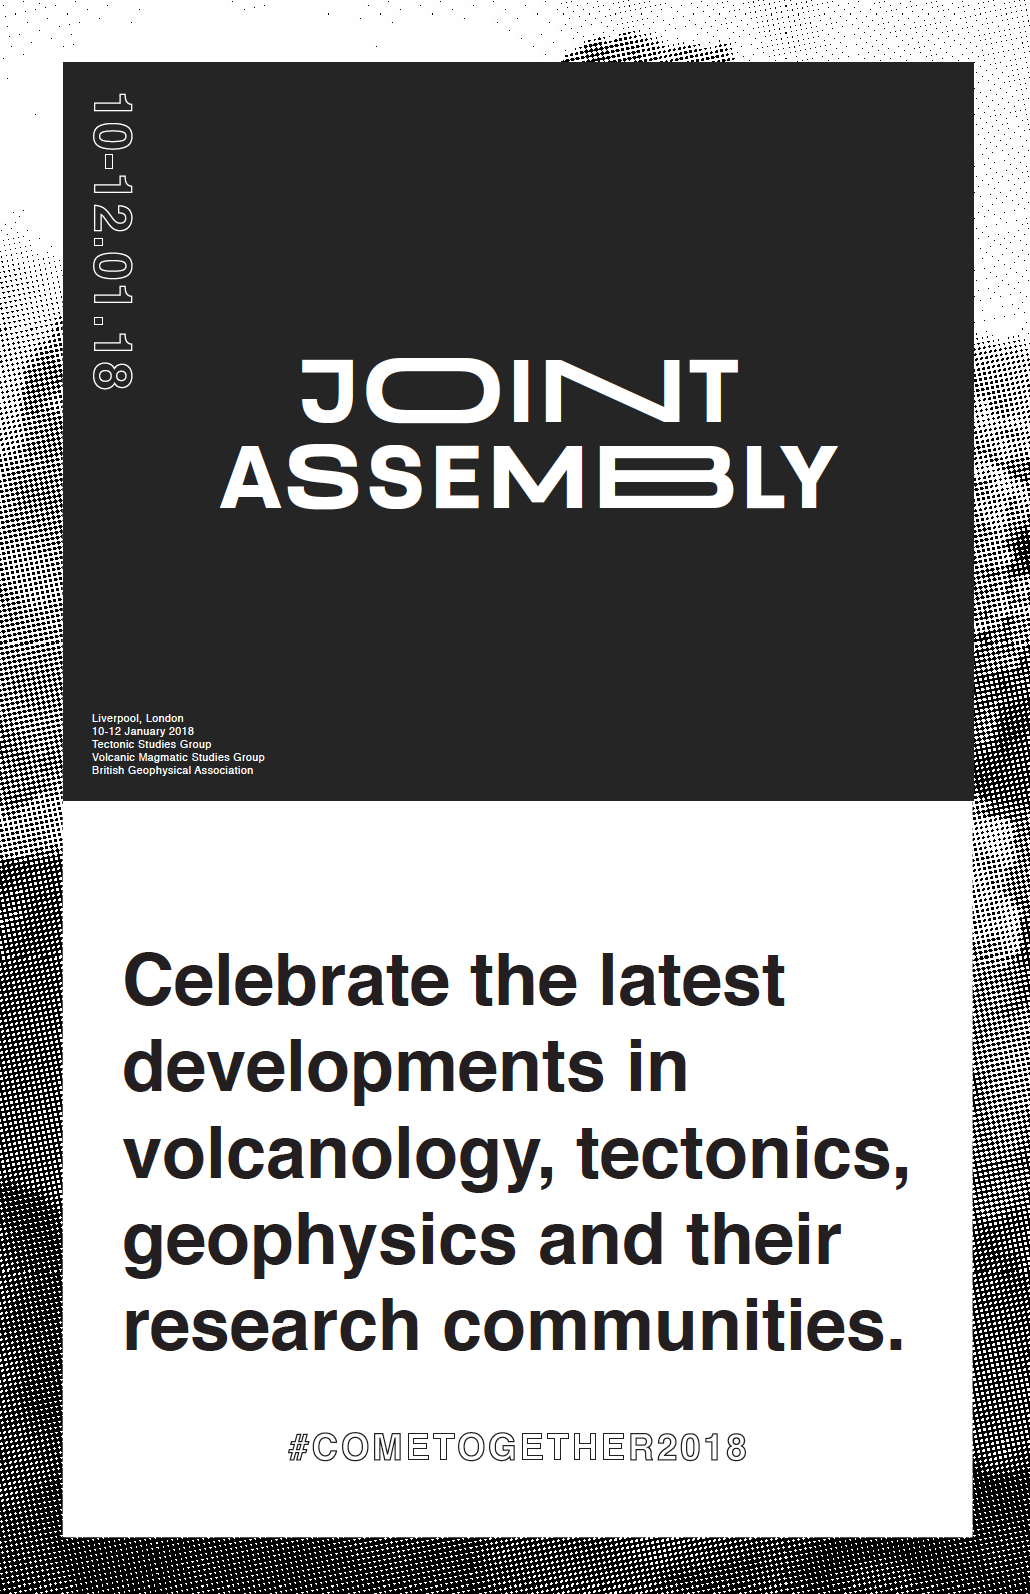 10-12.01.18
JOINT
ASSEMBLY
Liverpool, London
10-12 January 2018
Tectonic Studies Group
Volcanic Magmatic Studies Group
British Geophysical Association
Celebrate the latest
developments in
volcanology, tectonics,
geophysics and their
research communities.
#COMETOGETHER2018